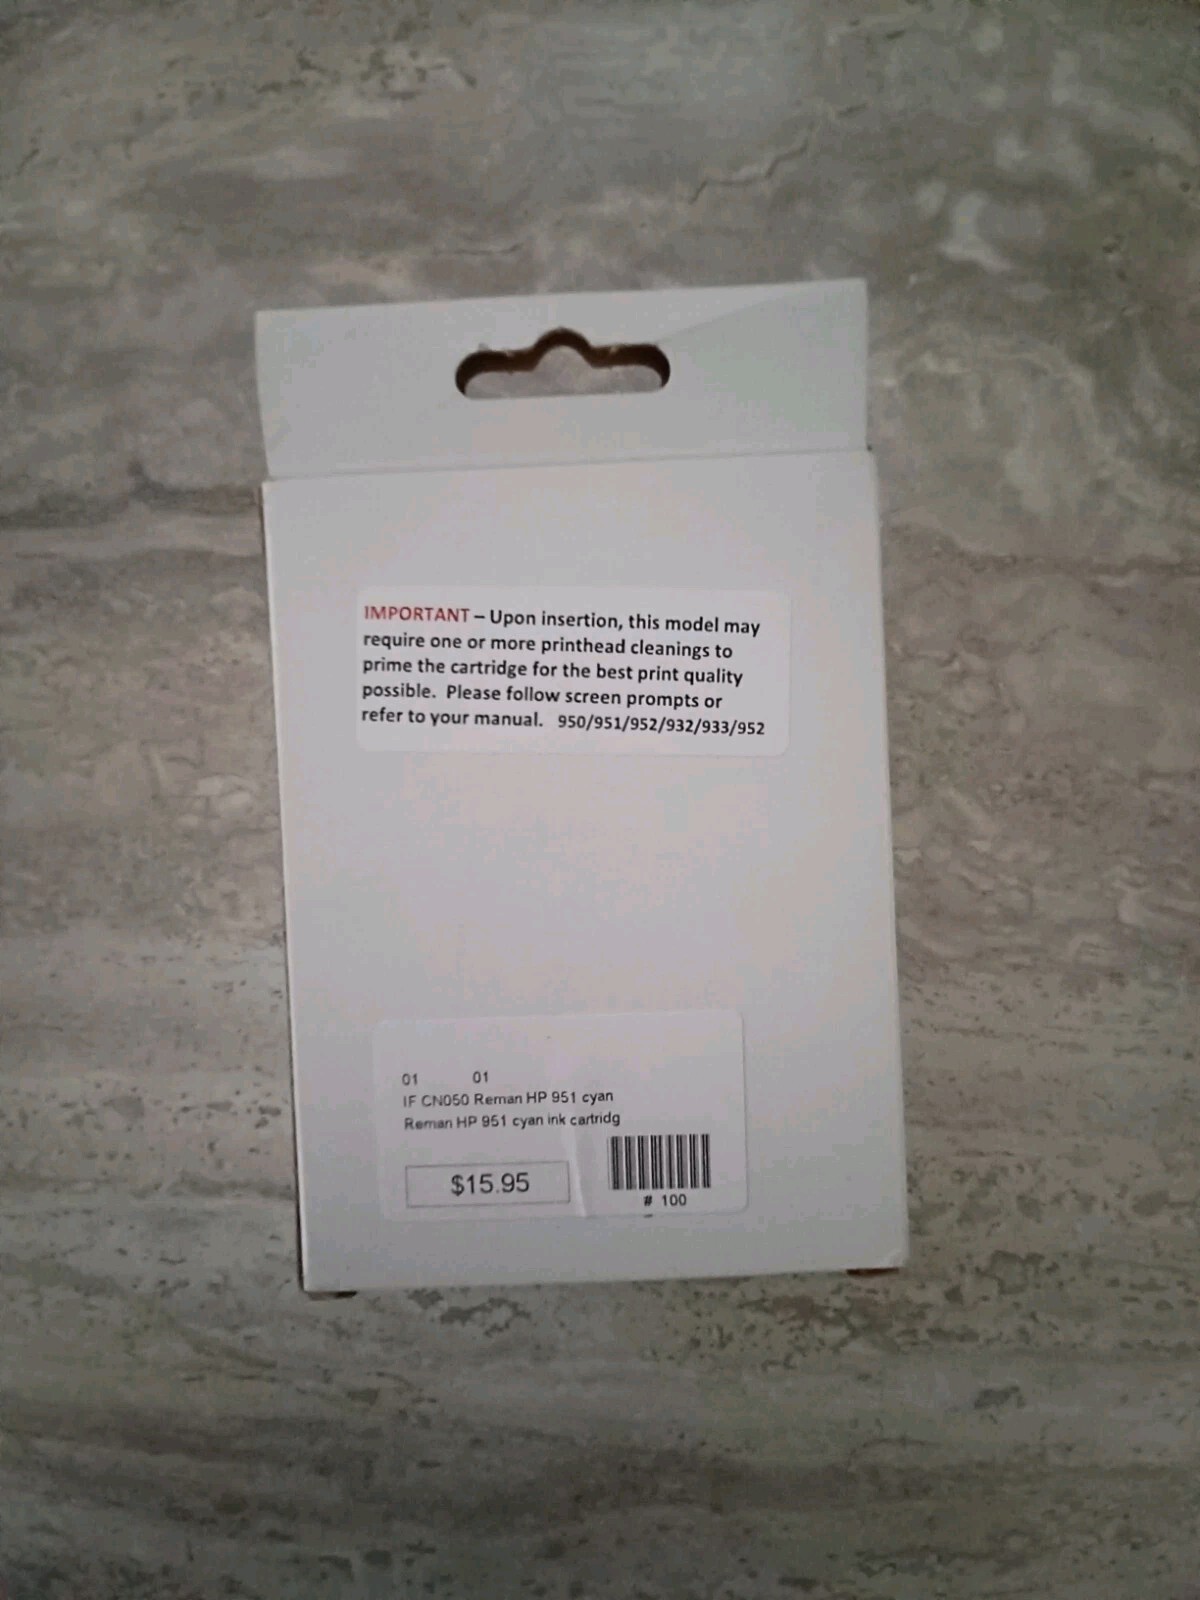 IMPORTANT – Upon insertion, this model may
require one or more printhead cleanings to
prime the cartridge for the best print quality
possible.  Please follow screen prompts or
refer to your manual.   950/951/952/932/933/952
01 01
IF CN050 Reman HP 951 cyan
Reman HP 951 cyan ink cartridg
$15.95
# 100